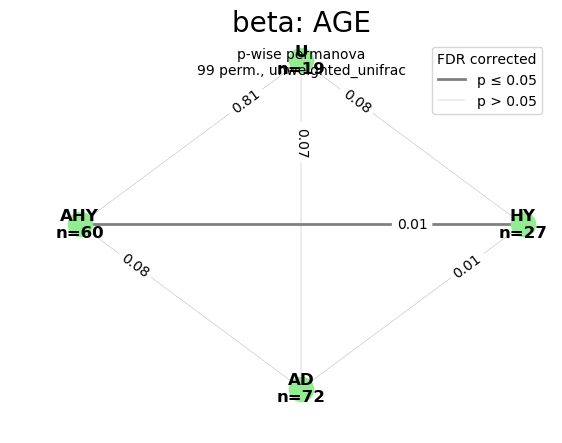 beta: AGE
p-wise permanova
99 perm., unweighted_unifrac
U
n=19
FDR corrected
p ≤ 0.05
p > 0.05
0.81
0.08
0.07
AHY
n=60
0.01
HY
n=27
0.08
0.01
AD
n=72